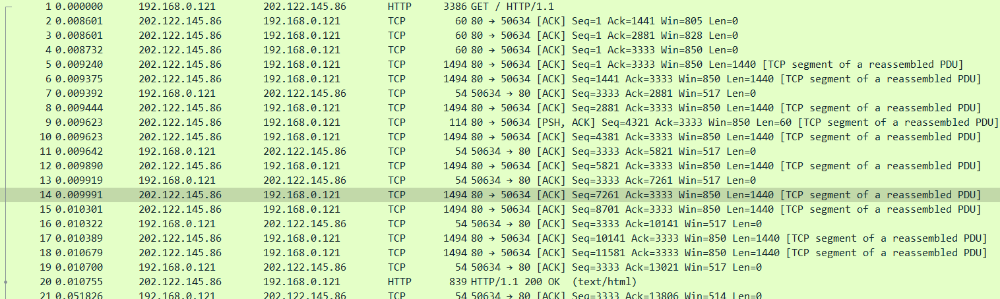 1 0.000000 192.168.0.121 202.122.145.86 HTTP 3386 GET / HTTP/1.1
2 0.008601 202.122.145.86 192.168.0.121 TCP 60 80 → 50634 [ACK] Seq=1 Ack=1441 Win=805 Len=0
3 0.008601 202.122.145.86 192.168.0.121 TCP 60 80 → 50634 [ACK] Seq=1 Ack=2881 Win=828 Len=0
4 0.008732 202.122.145.86 192.168.0.121 TCP 60 80 → 50634 [ACK] Seq=1 Ack=3333 Win=850 Len=0
5 0.009240 202.122.145.86 192.168.0.121 TCP 1494 80 → 50634 [ACK] Seq=1 Ack=3333 Win=850 Len=1440 [TCP segment of a reassembled PDU]
6 0.009375 202.122.145.86 192.168.0.121 TCP 1494 80 → 50634 [ACK] Seq=1441 Ack=3333 Win=850 Len=1440 [TCP segment of a reassembled PDU]
7 0.009392 192.168.0.121 202.122.145.86 TCP 54 50634 → 80 [ACK] Seq=3333 Ack=2881 Win=517 Len=0
8 0.009444 202.122.145.86 192.168.0.121 TCP 1494 80 → 50634 [ACK] Seq=2881 Ack=3333 Win=850 Len=1440 [TCP segment of a reassembled PDU]
9 0.009623 202.122.145.86 192.168.0.121 TCP 114 80 → 50634 [PSH, ACK] Seq=4321 Ack=3333 Win=850 Len=60 [TCP segment of a reassembled PDU]
10 0.009623 202.122.145.86 192.168.0.121 TCP 1494 80 → 50634 [ACK] Seq=4381 Ack=3333 Win=850 Len=1440 [TCP segment of a reassembled PDU]
11 0.009642 192.168.0.121 202.122.145.86 TCP 54 50634 → 80 [ACK] Seq=3333 Ack=5821 Win=517 Len=0
12 0.009890 202.122.145.86 192.168.0.121 TCP 1494 80 → 50634 [ACK] Seq=5821 Ack=3333 Win=850 Len=1440 [TCP segment of a reassembled PDU]
13 0.009919 192.168.0.121 202.122.145.86 TCP 54 50634 → 80 [ACK] Seq=3333 Ack=7261 Win=517 Len=0
14 0.009991 202.122.145.86 192.168.0.121 TCP 1494 80 → 50634 [ACK] Seq=7261 Ack=3333 Win=850 Len=1440 [TCP segment of a reassembled PDU]
15 0.010301 202.122.145.86 192.168.0.121 TCP 1494 80 → 50634 [ACK] Seq=8701 Ack=3333 Win=850 Len=1440 [TCP segment of a reassembled PDU]
16 0.010322 192.168.0.121 202.122.145.86 TCP 54 50634 → 80 [ACK] Seq=3333 Ack=10141 Win=517 Len=0
17 0.010389 202.122.145.86 192.168.0.121 TCP 1494 80 → 50634 [ACK] Seq=10141 Ack=3333 Win=850 Len=1440 [TCP segment of a reassembled PDU]
18 0.010679 202.122.145.86 192.168.0.121 TCP 1494 80 → 50634 [ACK] Seq=11581 Ack=3333 Win=850 Len=1440 [TCP segment of a reassembled PDU]
19 0.010700 192.168.0.121 202.122.145.86 TCP 54 50634 → 80 [ACK] Seq=3333 Ack=13021 Win=517 Len=0
20 0.010755 202.122.145.86 192.168.0.121 HTTP 839 HTTP/1.1 200 OK (text/html)
21 0.051826 192.168.0.121 202.122.145.86 TCP 54 50634 → 80 [ACK] Seq=3333 Ack=13806 Win=514 Len=0